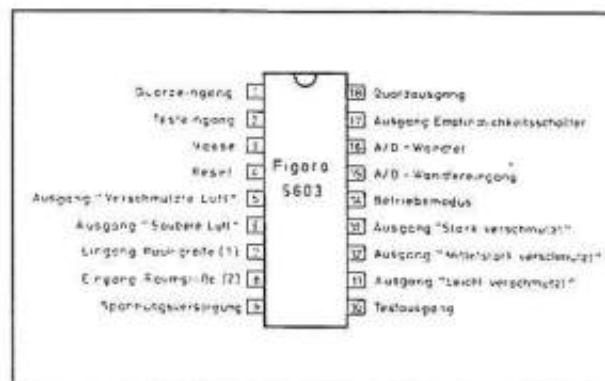 Quarzeingang 1
Testeingang 2
Masse 3
Reset 4
Ausgang "Verschmutzte Luft" 5
Ausgang "Saubere Luft" 6
Eingang Raumgröße (1) 7
Eingang Raumgröße (2) 8
Spannungsversorgung 9
Figaro
5603
18 Quarzausgang
17 Ausgang Empfindlichkeitsschalter
16 A/D - Wandler
15 A/D - Wandlereingang
14 Betriebsmodus
13 Ausgang "Stark verschmutzt"
12 Ausgang "Mittelstark verschmutzt"
11 Ausgang "Leicht verschmutzt"
10 Testausgang